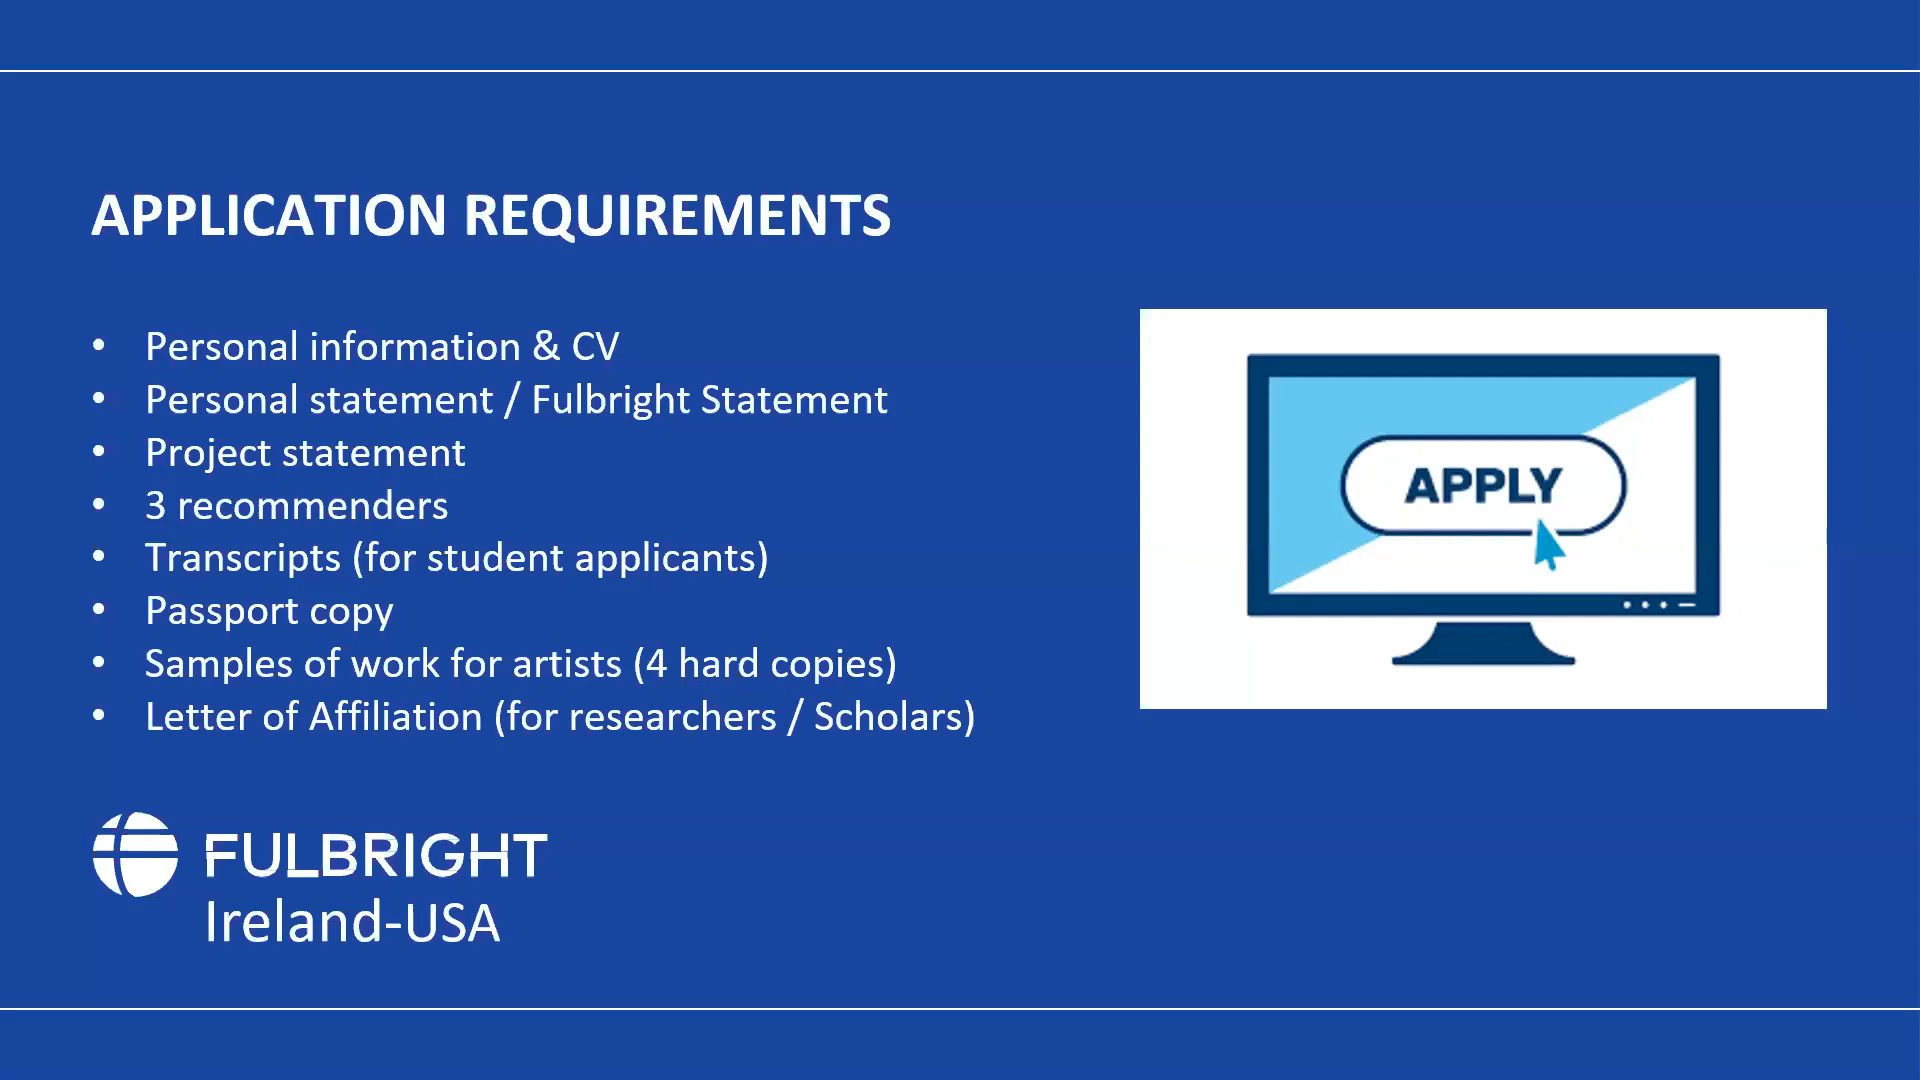 APPLICATION REQUIREMENTS
• Personal information & CV
• Personal statement / Fulbright Statement
• Project statement
• 3 recommenders
• Transcripts (for student applicants)
• Passport copy
• Samples of work for artists (4 hard copies)
• Letter of Affiliation (for researchers / Scholars)
APPLY
FULBRIGHT
Ireland-USA